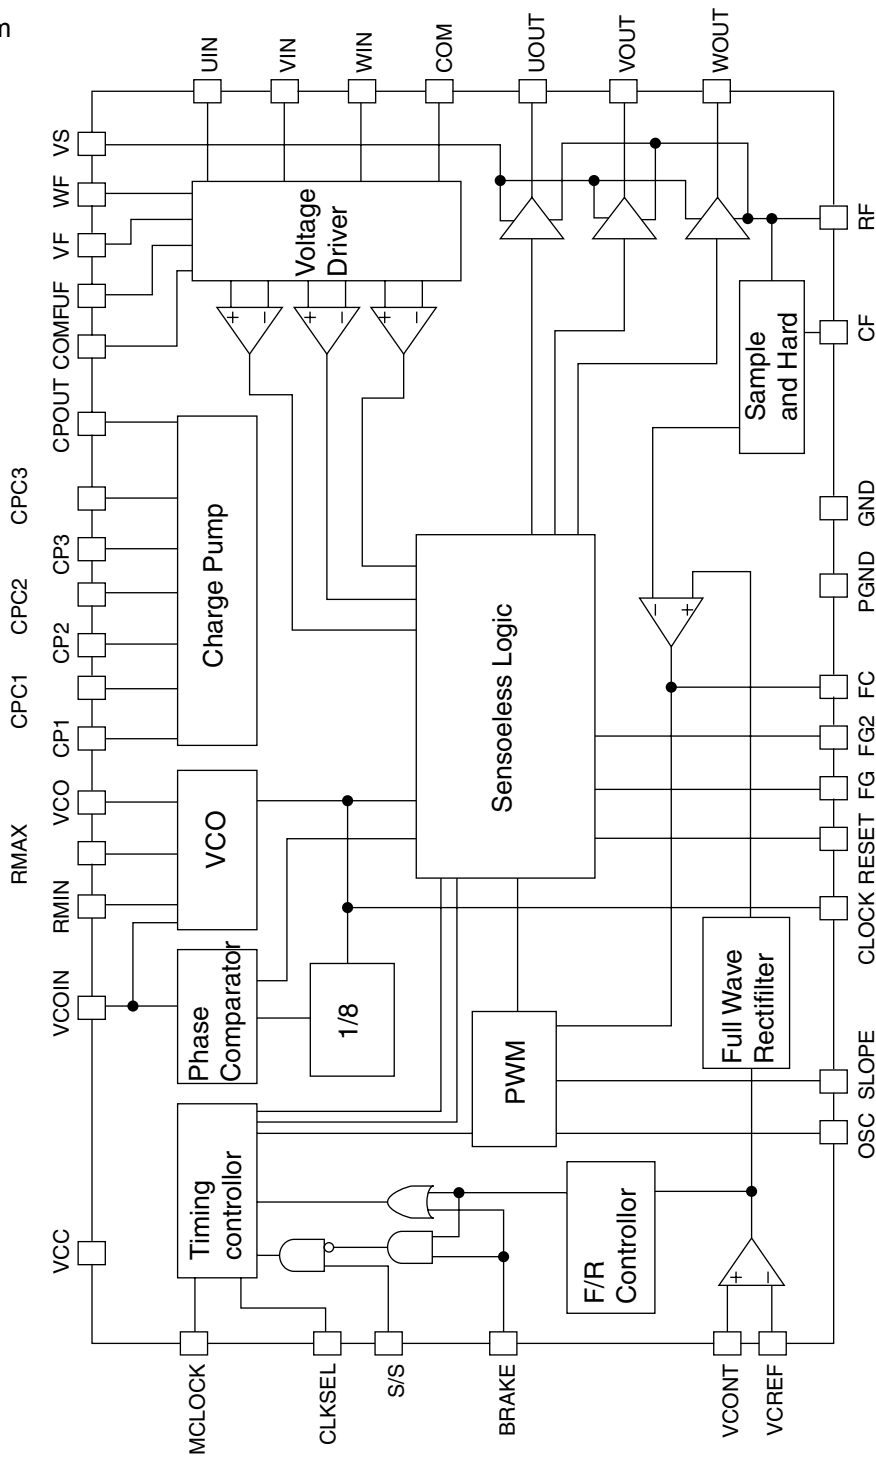 m
UIN
VIN
WIN
COM
UOUT
VOUT
WOUT
VS
WF
VF
COMFUF
CPOUT
CPC3
CP3
CPC2
CP2
CPC1
CP1
VCO
RMAX
RMIN
VCOIN
VCC
Voltage
Driver
+
−
+
−
+
−
Charge Pump
VCO
Phase
Comparator
1/8
Timing
controllor
Sensoeless Logic
PWM
F/R
Controllor
Full Wave
Rectifilter
Sample
and Hard
−
+
+
−
RF
CF
GND
PGND
FC
FG2
FG
RESET
CLOCK
SLOPE
OSC
MCLOCK
CLKSEL
S/S
BRAKE
VCONT
VCREF